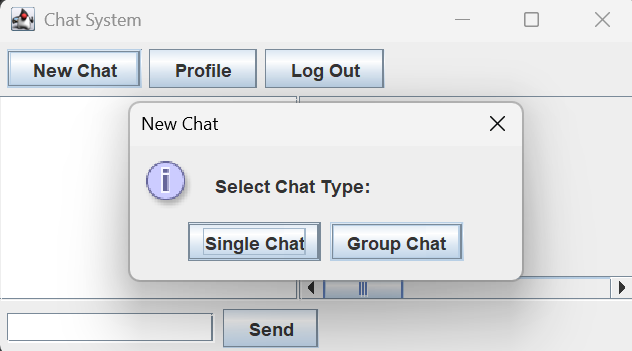 Chat System
New Chat Profile Log Out
New Chat
i
Select Chat Type:
Single Chat Group Chat
Send